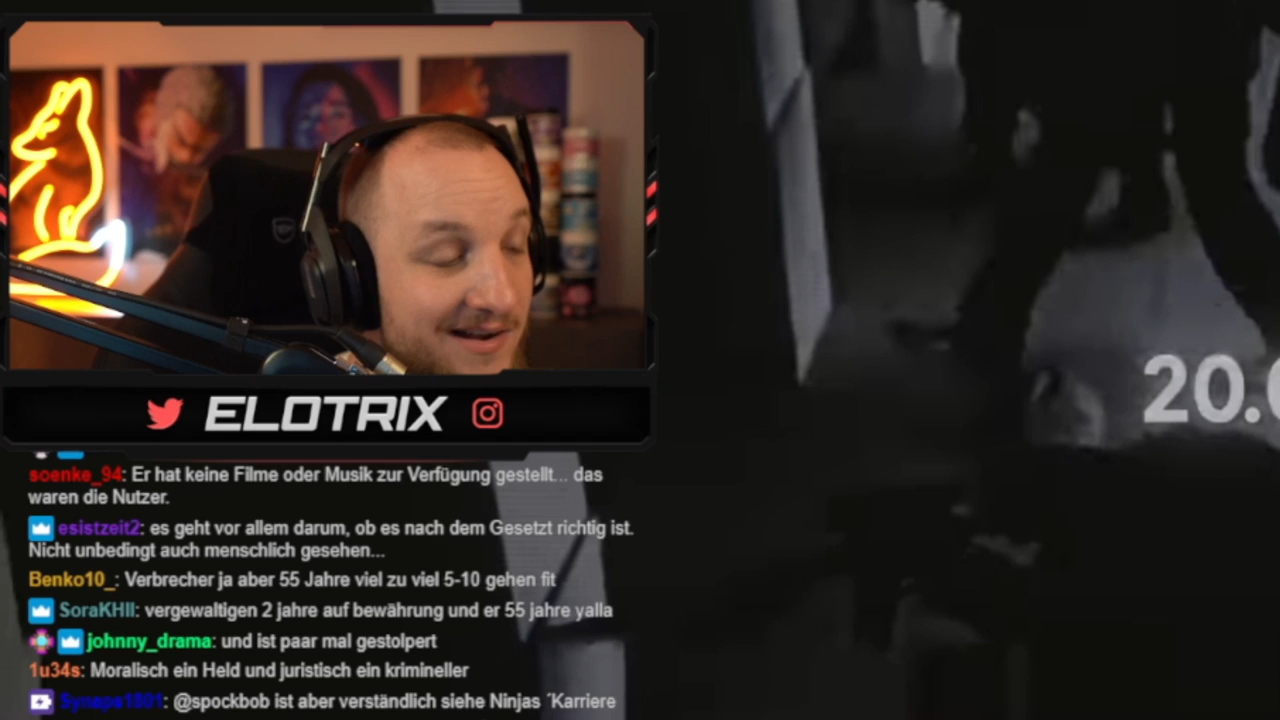 ELOTRIX
soenke_94: Er hat keine Filme oder Musik zur Verfügung gestellt... das
waren die Nutzer.
esistzeit2: es geht vor allem darum, ob es nach dem Gesetzt richtig ist.
Nicht unbedingt auch menschlich gesehen...
Benko10_: Verbrecher ja aber 55 Jahre viel zu viel 5-10 gehen fit
SoraKHII: vergewaltigen 2 jahre auf bewährung und er 55 jahre yalla
johnny_drama: und ist paar mal gestolpert
1u34s: Moralisch ein Held und juristisch ein krimineller
Synaps1801: @spockbob ist aber verständlich siehe Ninjas ´Karriere
20.